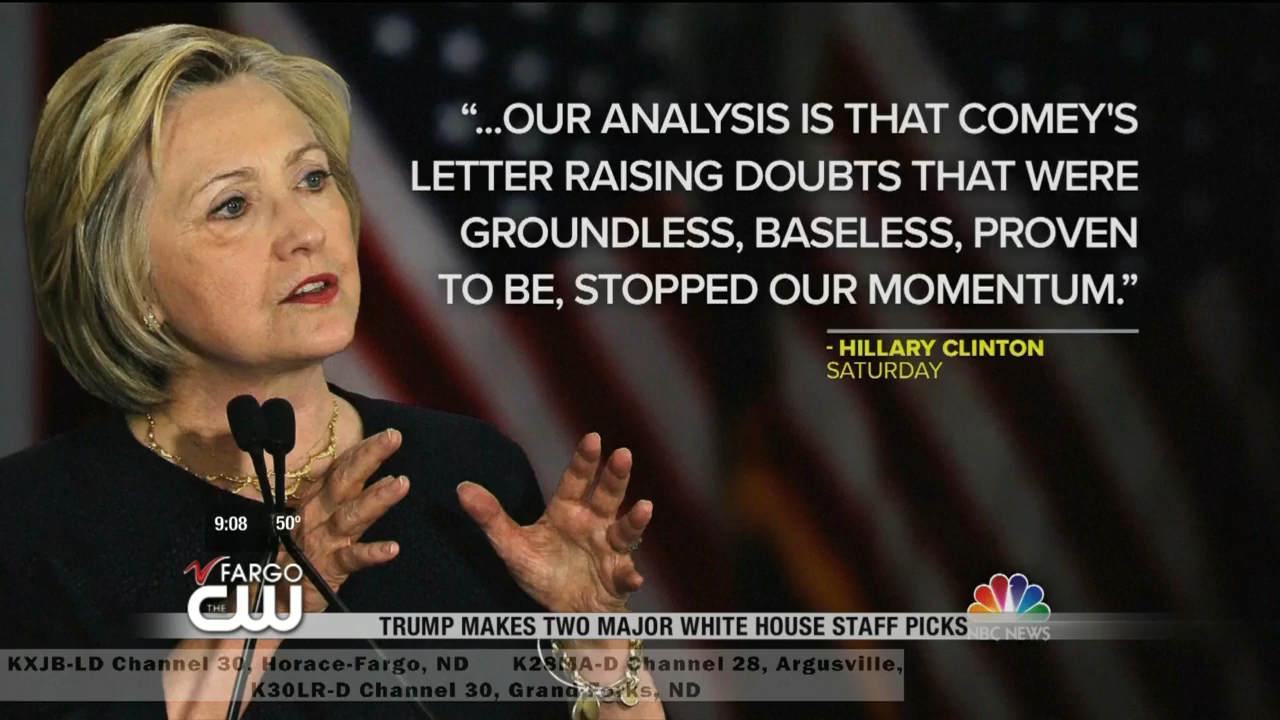 “...OUR ANALYSIS IS THAT COMEY'S
LETTER RAISING DOUBTS THAT WERE
GROUNDLESS, BASELESS, PROVEN
TO BE, STOPPED OUR MOMENTUM.”
- HILLARY CLINTON
SATURDAY
9:08 50°
FARGO
THE CW
TRUMP MAKES TWO MAJOR WHITE HOUSE STAFF PICKS
NBC NEWS
KXJB-LD Channel 30, Horace-Fargo, ND K28MA-D Channel 28, Argusville,
K30LR-D Channel 30, Grand Forks, ND